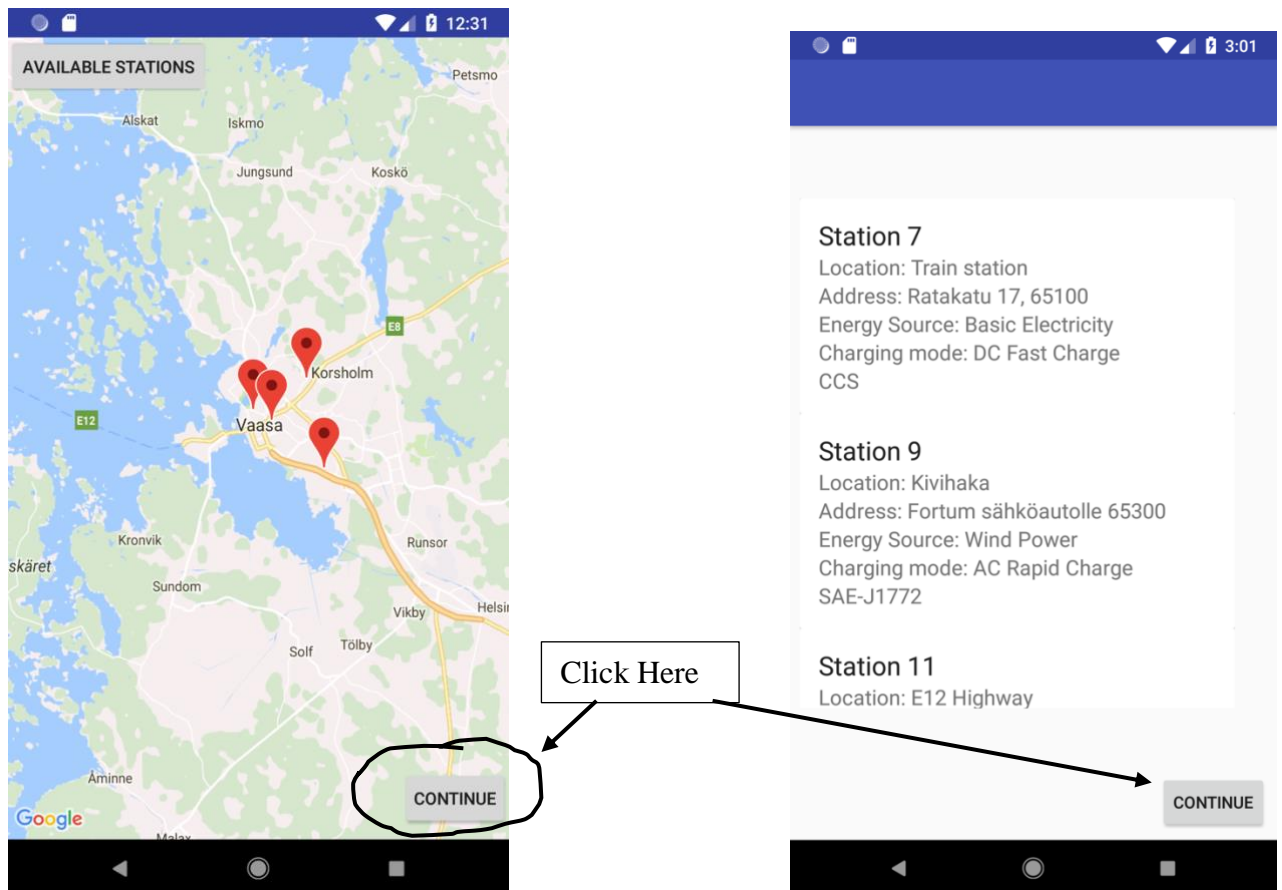 12:31
AVAILABLE STATIONS
Petsmo
Alskat
Iskmo
Jungsund
Koskö
E8
Korsholm
E12
Vaasa
Kronvik
Runsor
skäret
Sundom
Vikby
Helsin
Solf
Tölby
Åminne
CONTINUE
Google
Malax
Click Here
3:01
Station 7
Location: Train station
Address: Ratakatu 17, 65100
Energy Source: Basic Electricity
Charging mode: DC Fast Charge
CCS
Station 9
Location: Kivihaka
Address: Fortum sähköautolle 65300
Energy Source: Wind Power
Charging mode: AC Rapid Charge
SAE-J1772
Station 11
Location: E12 Highway
CONTINUE